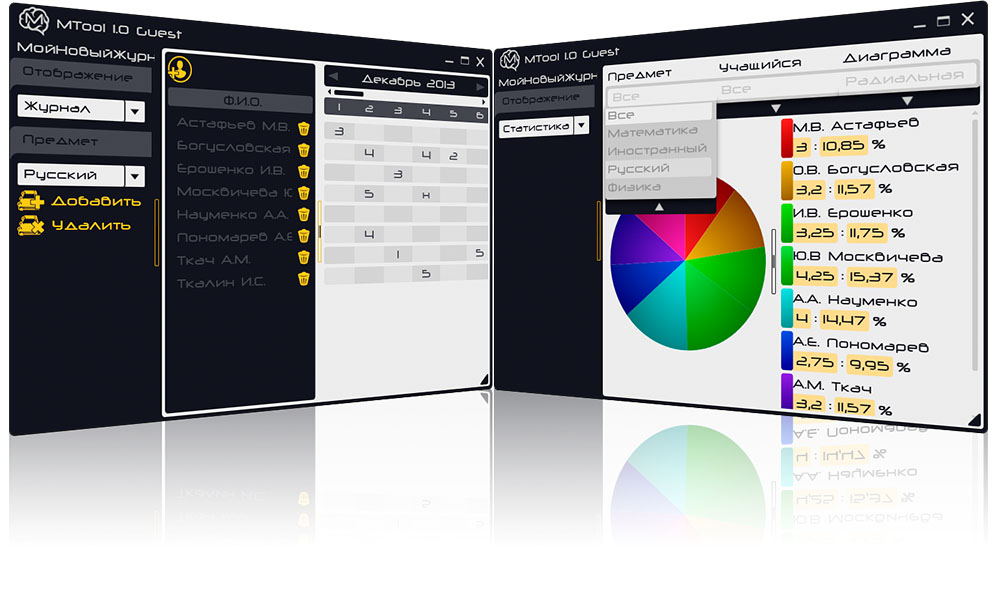 MTool 1.0 Guest
МойНовыйЖурн
Отображение
Журнал
Предмет
Русский
Добавить
Удалить
Ф.И.О.
Астафьев М.В.
Богусловская
Ерошенко И.В.
Москвичева Ю
Науменко А.А.
Пономарев А.Е
Ткач А.М.
Ткалин И.С.
Декабрь 2013
1 2 3 4 5 6
3
4 4 2
3
5 н
4
1 5
5
MTool 1.0 Guest
МойНовыйЖурн
Отображение
Статистика
Предмет Учащийся Диаграмма
Все Все Радиальная
Все
Математика
Иностранный
Русский
Физика
М.В. Астафьев
3 : 10,85 %
О.В. Богусловская
3,2 : 11,57 %
И.В. Ерошенко
3,25 : 11,75 %
Ю.В Москвичева
4,25 : 15,37 %
А.А. Науменко
4 : 14,47 %
А.Е. Пономарев
2,75 : 9,95 %
А.М. Ткач
3,2 : 11,57 %